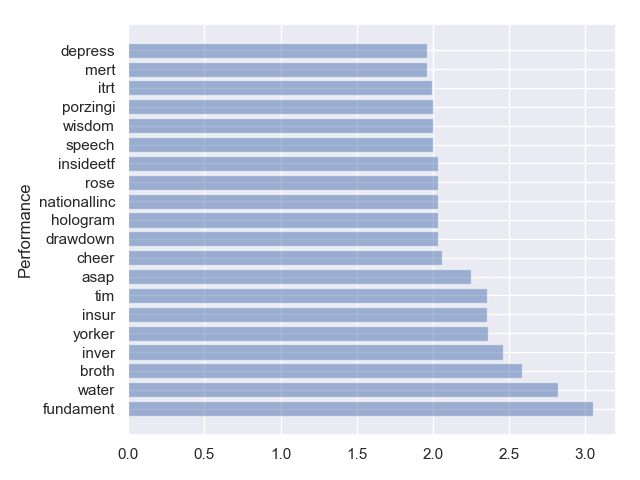 depress
mert
itrt
porzingi
wisdom
speech
insideetf
rose
nationallinc
hologram
drawdown
cheer
asap
tim
insur
yorker
inver
broth
water
fundament
Performance
0.0 0.5 1.0 1.5 2.0 2.5 3.0